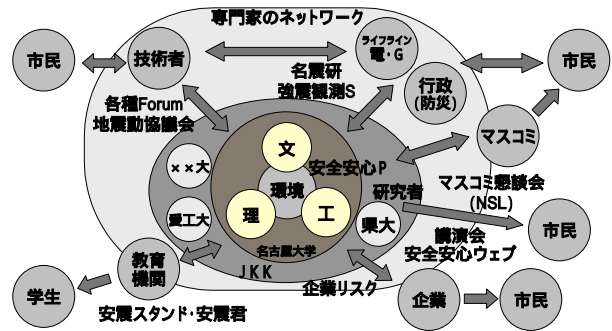 専門家のネットワーク
市民
技術者
ライフライン
電・G
市民
名震研
強震観測S
行政
(防災)
各種Forum
地震動協議会
マスコミ
文
××大
安全安心P
環境
研究者
マスコミ懇談会
(NSL)
愛工大
理
工
県大
市民
講演会
安全安心ウェブ
名古屋大学
教育
機関
JKK
企業リスク
学生
安震スタンド・安震君
企業
市民